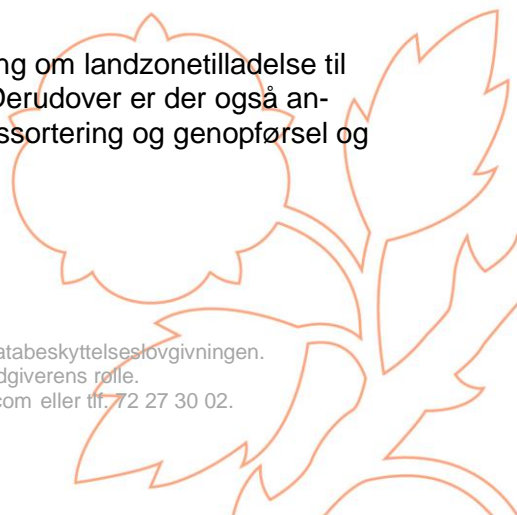 ng om landzonetilladelse til
Derudover er der også an-
ssortering og genopførsel og
atabeskyttelseslovgivningen.
dgiverens rolle.
com eller tlf. 72 27 30 02.